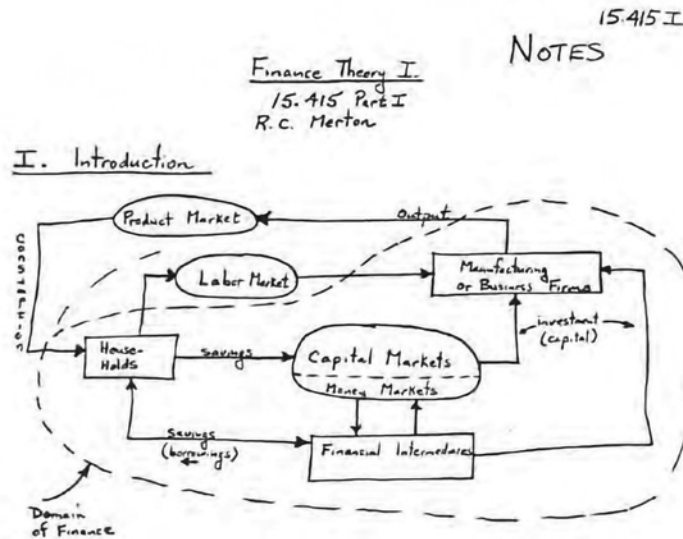 15.415 I
NOTES
Finance Theory I.
15.415 Part I
R.C. Merton
I. Introduction
Product Market
Output
Consumption
Labor Market
Manufacturing
or Business Firms
investment
(capital)
House-
Holds
Savings
Capital Markets
Money Markets
Savings
(borrowings)
Financial Intermediaries
Domain
of Finance